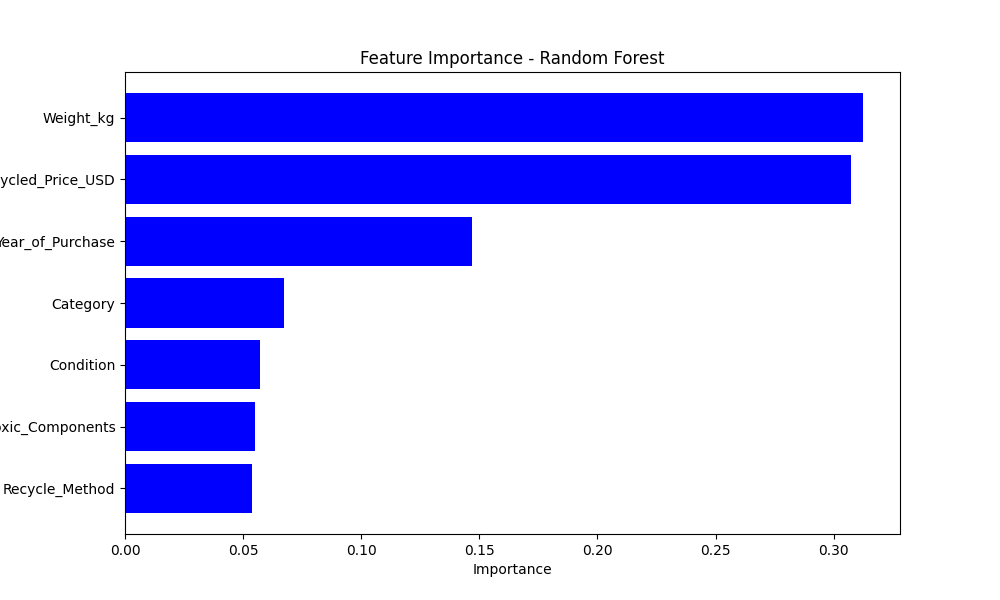 Feature Importance - Random Forest
Weight_kg
ycled_Price_USD
Year_of_Purchase
Category
Condition
oxic_Components
Recycle_Method
0.00 0.05 0.10 0.15 0.20 0.25 0.30
Importance